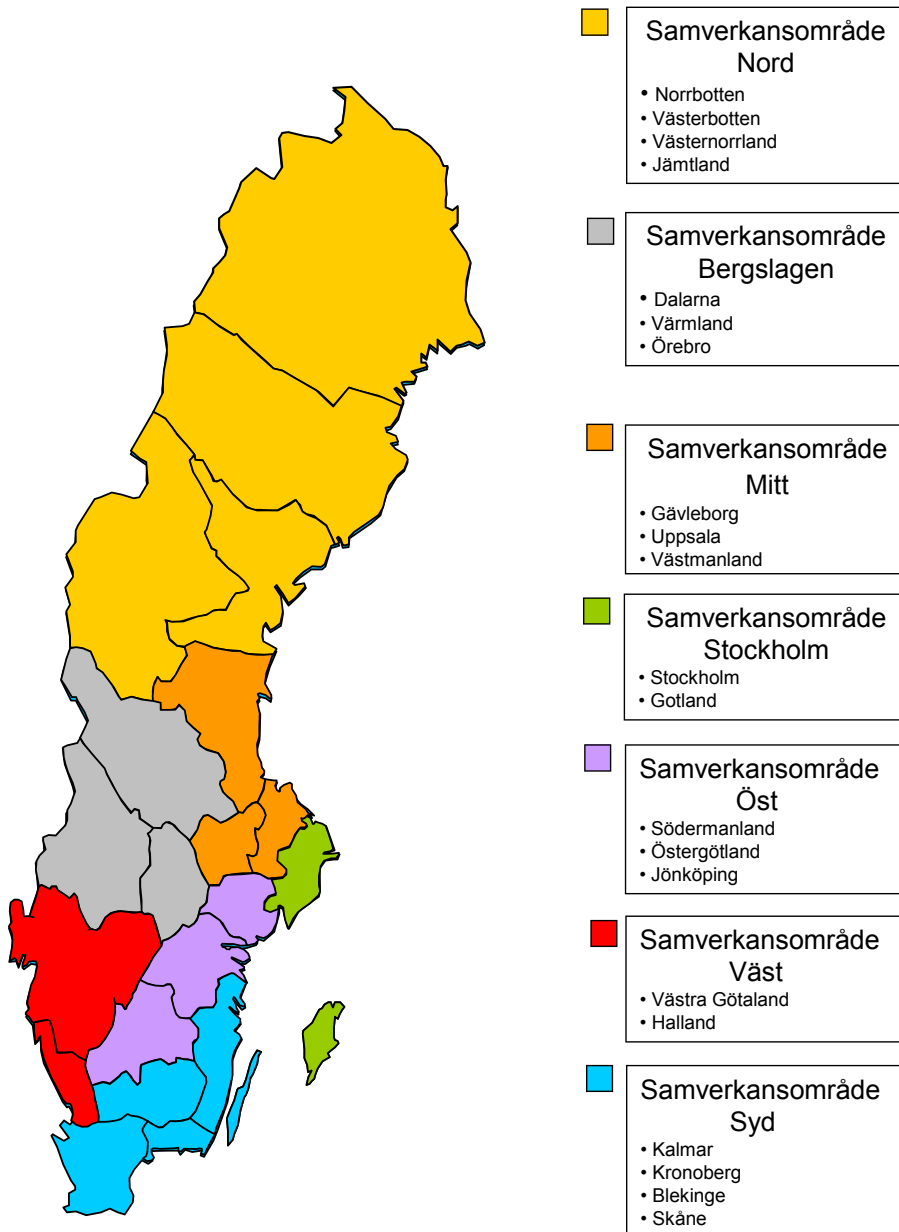 Samverkansområde
Nord
• Norrbotten
• Västerbotten
• Västernorrland
• Jämtland
Samverkansområde
Bergslagen
• Dalarna
• Värmland
• Örebro
Samverkansområde
Mitt
• Gävleborg
• Uppsala
• Västmanland
Samverkansområde
Stockholm
• Stockholm
• Gotland
Samverkansområde
Öst
• Södermanland
• Östergötland
• Jönköping
Samverkansområde
Väst
• Västra Götaland
• Halland
Samverkansområde
Syd
• Kalmar
• Kronoberg
• Blekinge
• Skåne